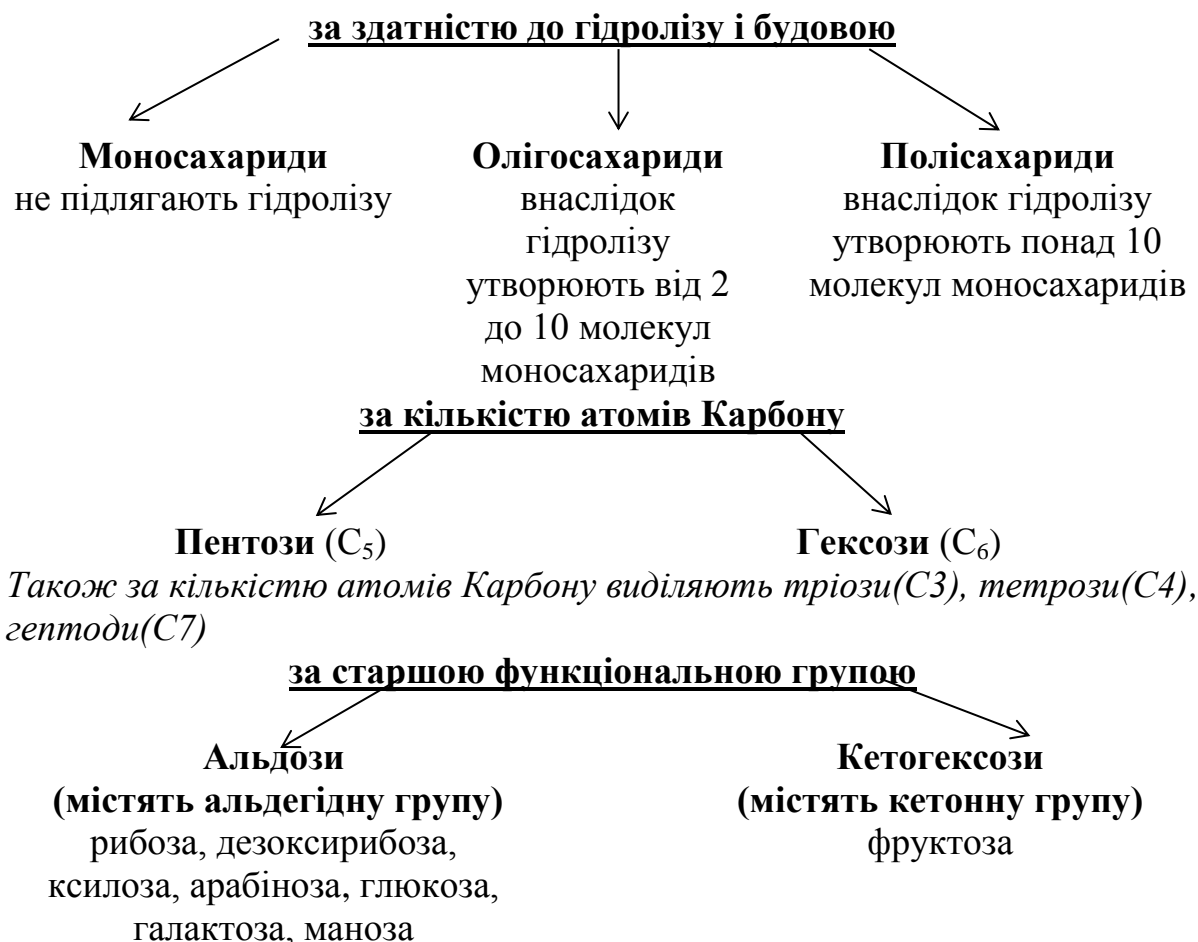 за здатністю до гідролізу і будовою
Моносахариди
не підлягають гідролізу
Олігосахариди
внаслідок
гідролізу
утворюють від 2
до 10 молекул
моносахаридів
Полісахариди
внаслідок гідролізу
утворюють понад 10
молекул моносахаридів
за кількістю атомів Карбону
Пентози (С₅)
Гексози (С₆)
Також за кількістю атомів Карбону виділяють тріози(С3), тетрози(С4),
гептоди(С7)
за старшою функціональною групою
Альдози
(містять альдегідну групу)
рибоза, дезоксирибоза,
ксилоза, арабіноза, глюкоза,
галактоза, маноза
Кетогексози
(містять кетонну групу)
фруктоза